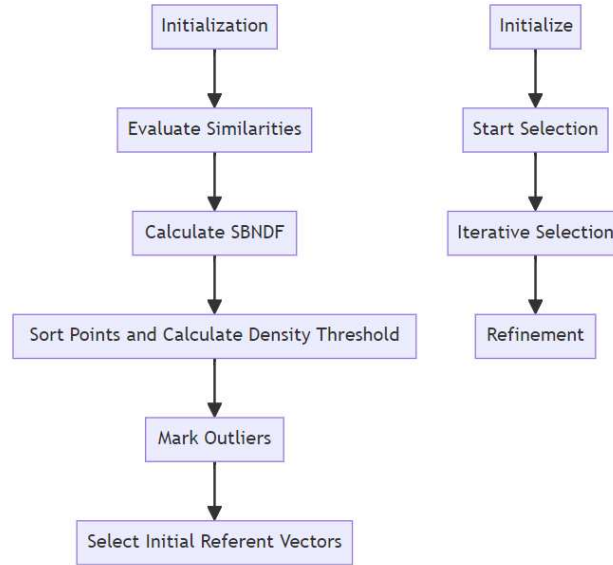 Initialization
Evaluate Similarities
Calculate SBNDF
Sort Points and Calculate Density Threshold
Mark Outliers
Select Initial Referent Vectors
Initialize
Start Selection
Iterative Selection
Refinement